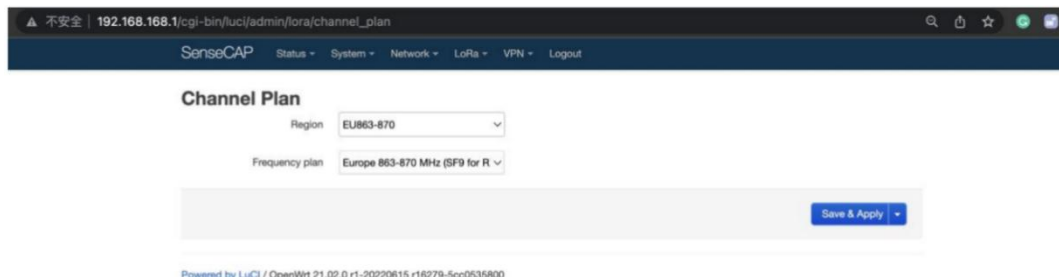 不安全 | 192.168.168.1/cgi-bin/luci/admin/lora/channel_plan
SenseCAP Status System Network LoRa VPN Logout
Channel Plan
Region EU863-870
Frequency plan Europe 863-870 MHz (SF9 for R
Save & Apply
Powered by LuCI / OpenWrt 21.02.0 r1-20220615 r16279-5cc0535800